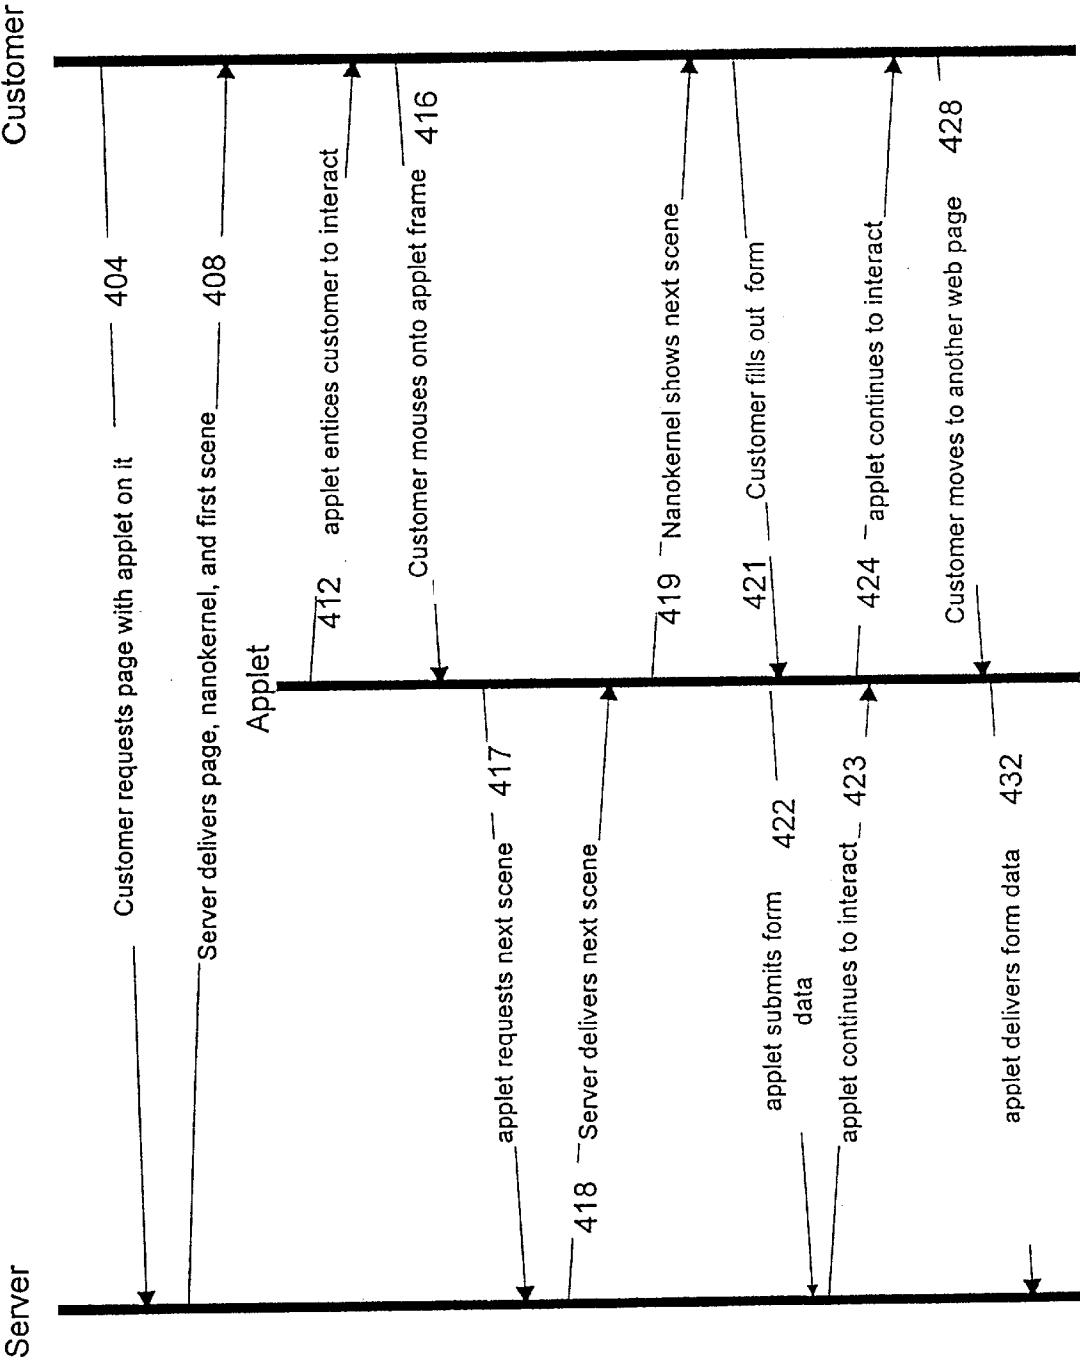 Server
Customer
Applet
Customer requests page with applet on it
404
Server delivers page, nanokernel, and first scene
408
412
applet entices customer to interact
Customer mouses onto applet frame
416
applet requests next scene
417
418
Server delivers next scene
419
Nanokernel shows next scene
421
Customer fills out form
applet submits form
data
422
applet continues to interact
423
424
applet continues to interact
Customer moves to another web page
428
applet delivers form data
432